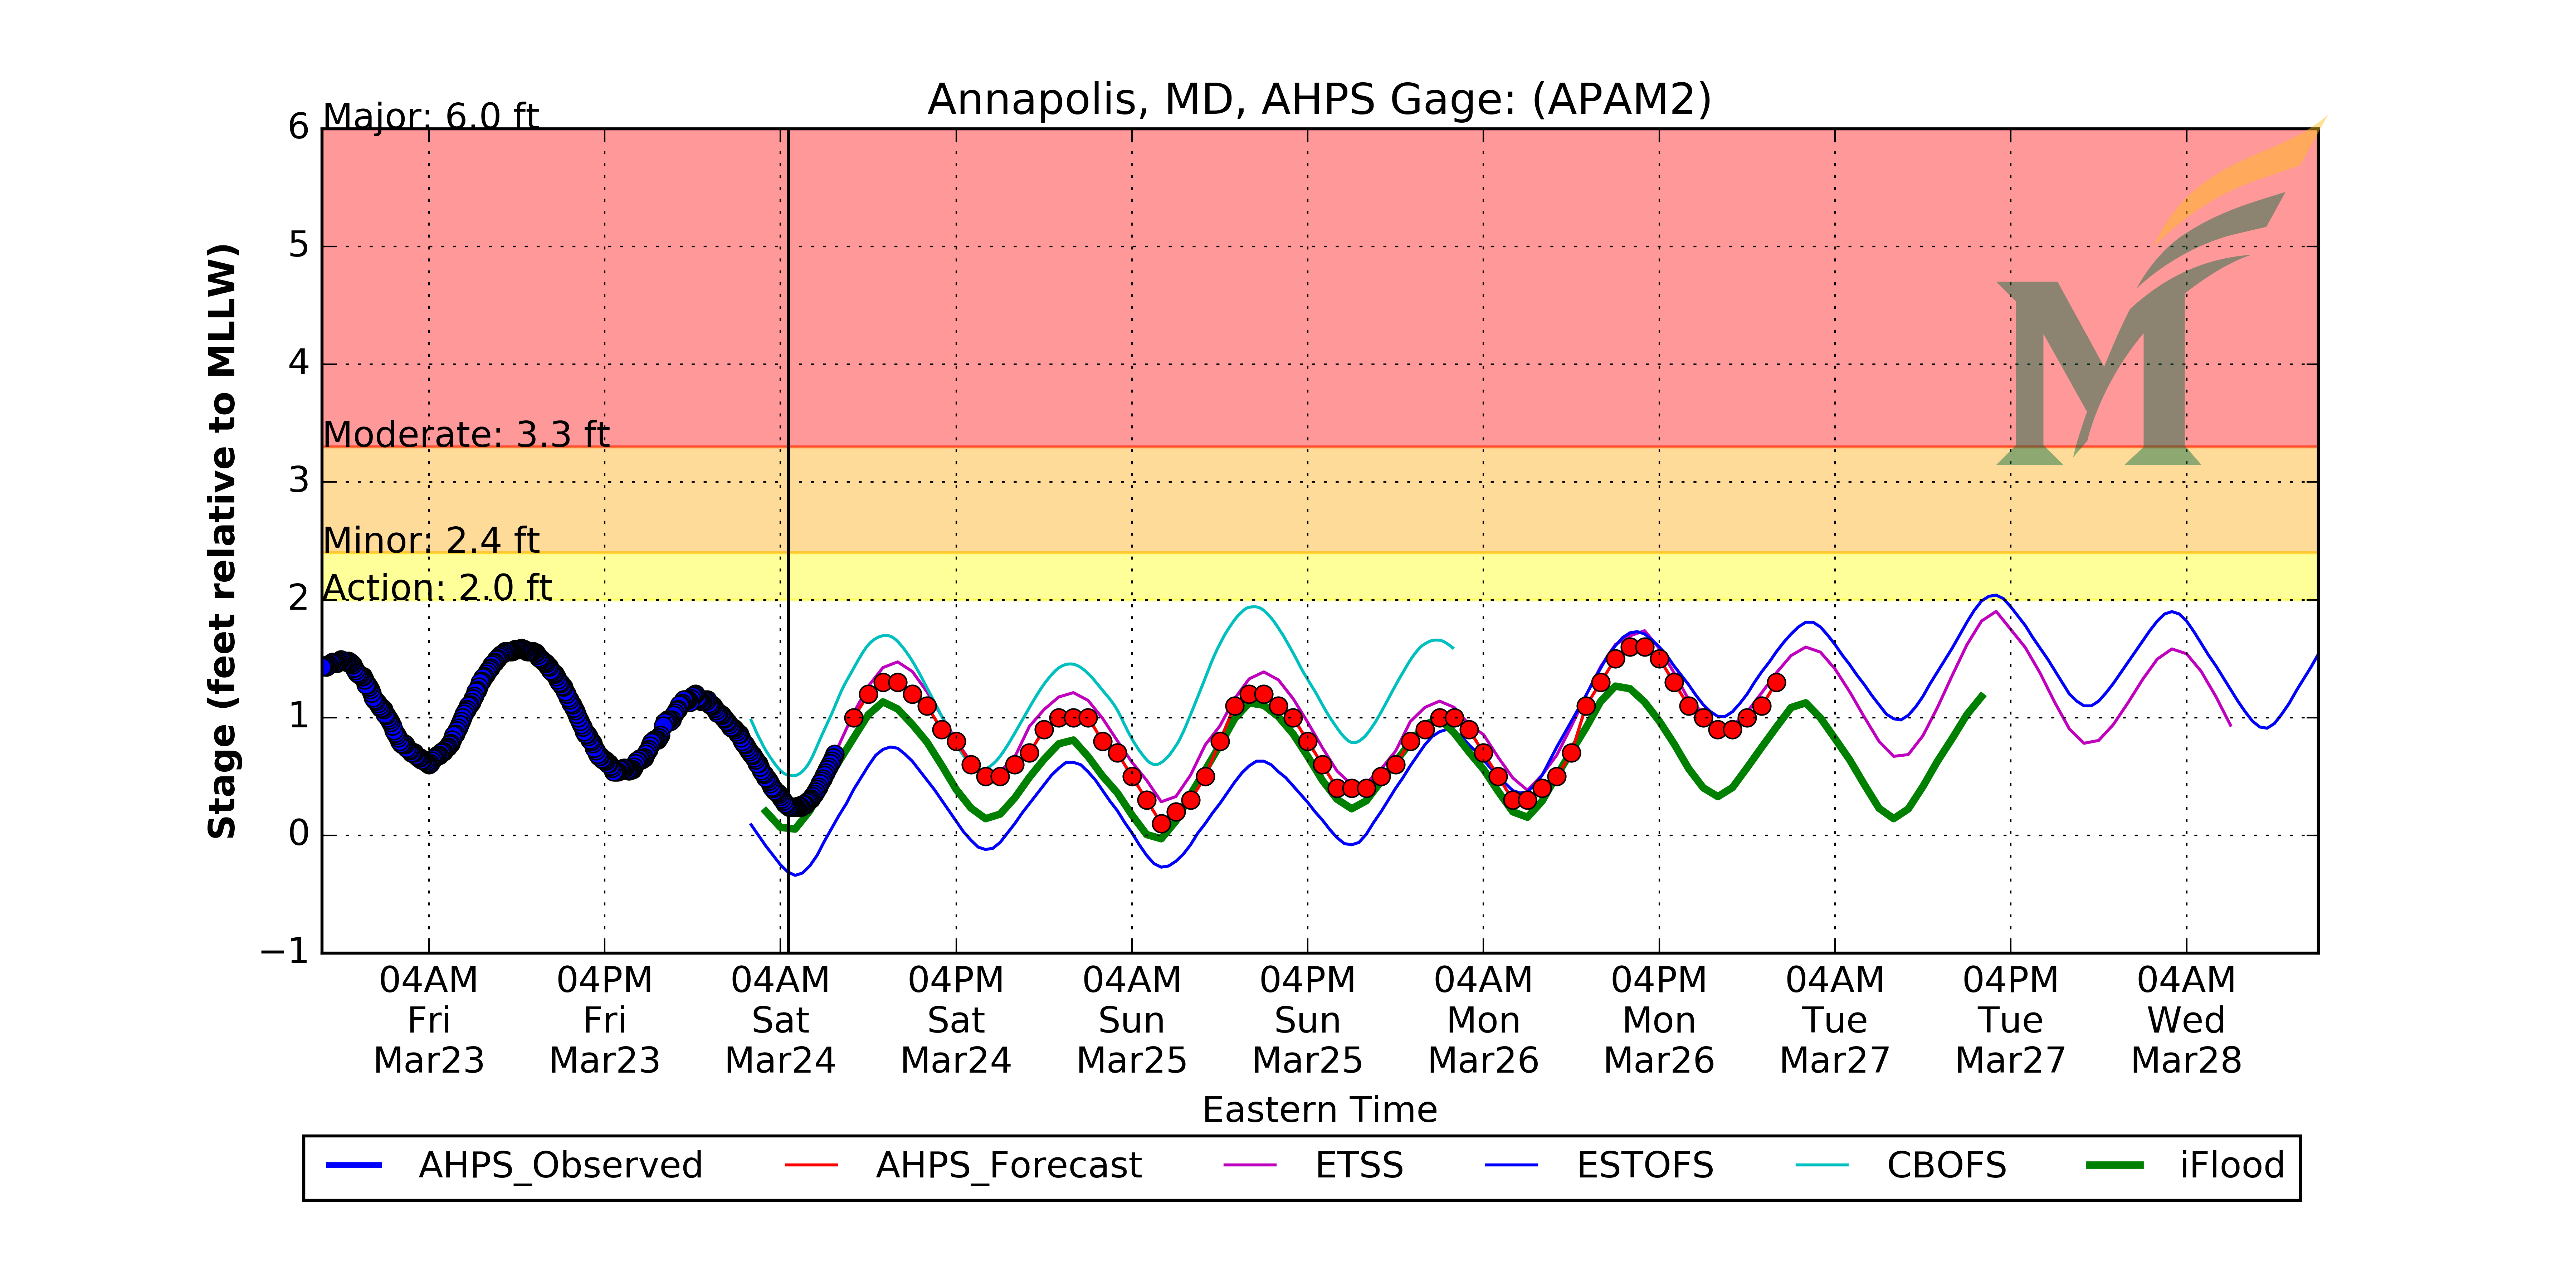 Annapolis, MD, AHPS Gage: (APAM2)
Major: 6.0 ft
Moderate: 3.3 ft
Minor: 2.4 ft
Action: 2.0 ft
Stage (feet relative to MLLW)
6
5
4
3
2
1
0
−1
04AM 04PM 04AM 04PM 04AM 04PM 04AM 04PM 04AM 04PM 04AM
Fri Fri Sat Sat Sun Sun Mon Mon Tue Tue Wed
Mar23 Mar23 Mar24 Mar24 Mar25 Mar25 Mar26 Mar26 Mar27 Mar27 Mar28
Eastern Time
AHPS_Observed AHPS_Forecast ETSS ESTOFS CBOFS iFlood
M